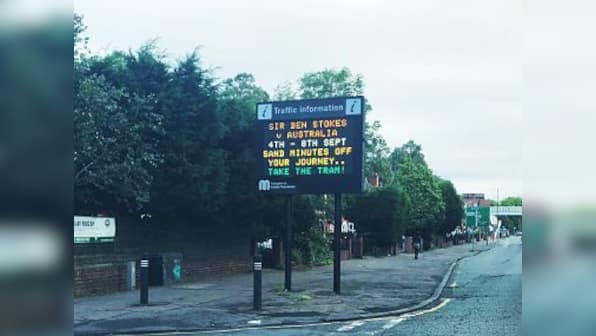 i Traffic information i
SIR BEN STOKES
v AUSTRALIA
4TH - 8TH SEPT
SAND MINUTES OFF
YOUR JOURNEY..
TAKE THE TRAM!